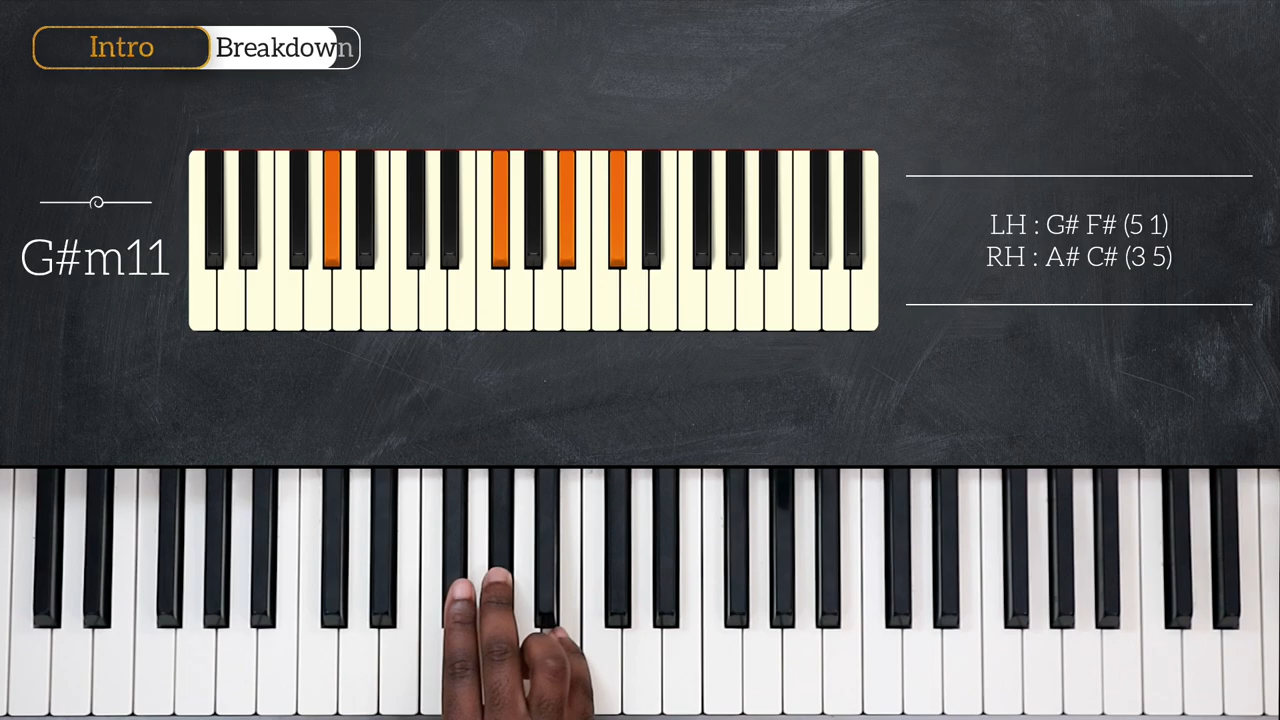 Intro
Breakdown
G#m11
LH : G# F# (5 1)
RH : A# C# (3 5)